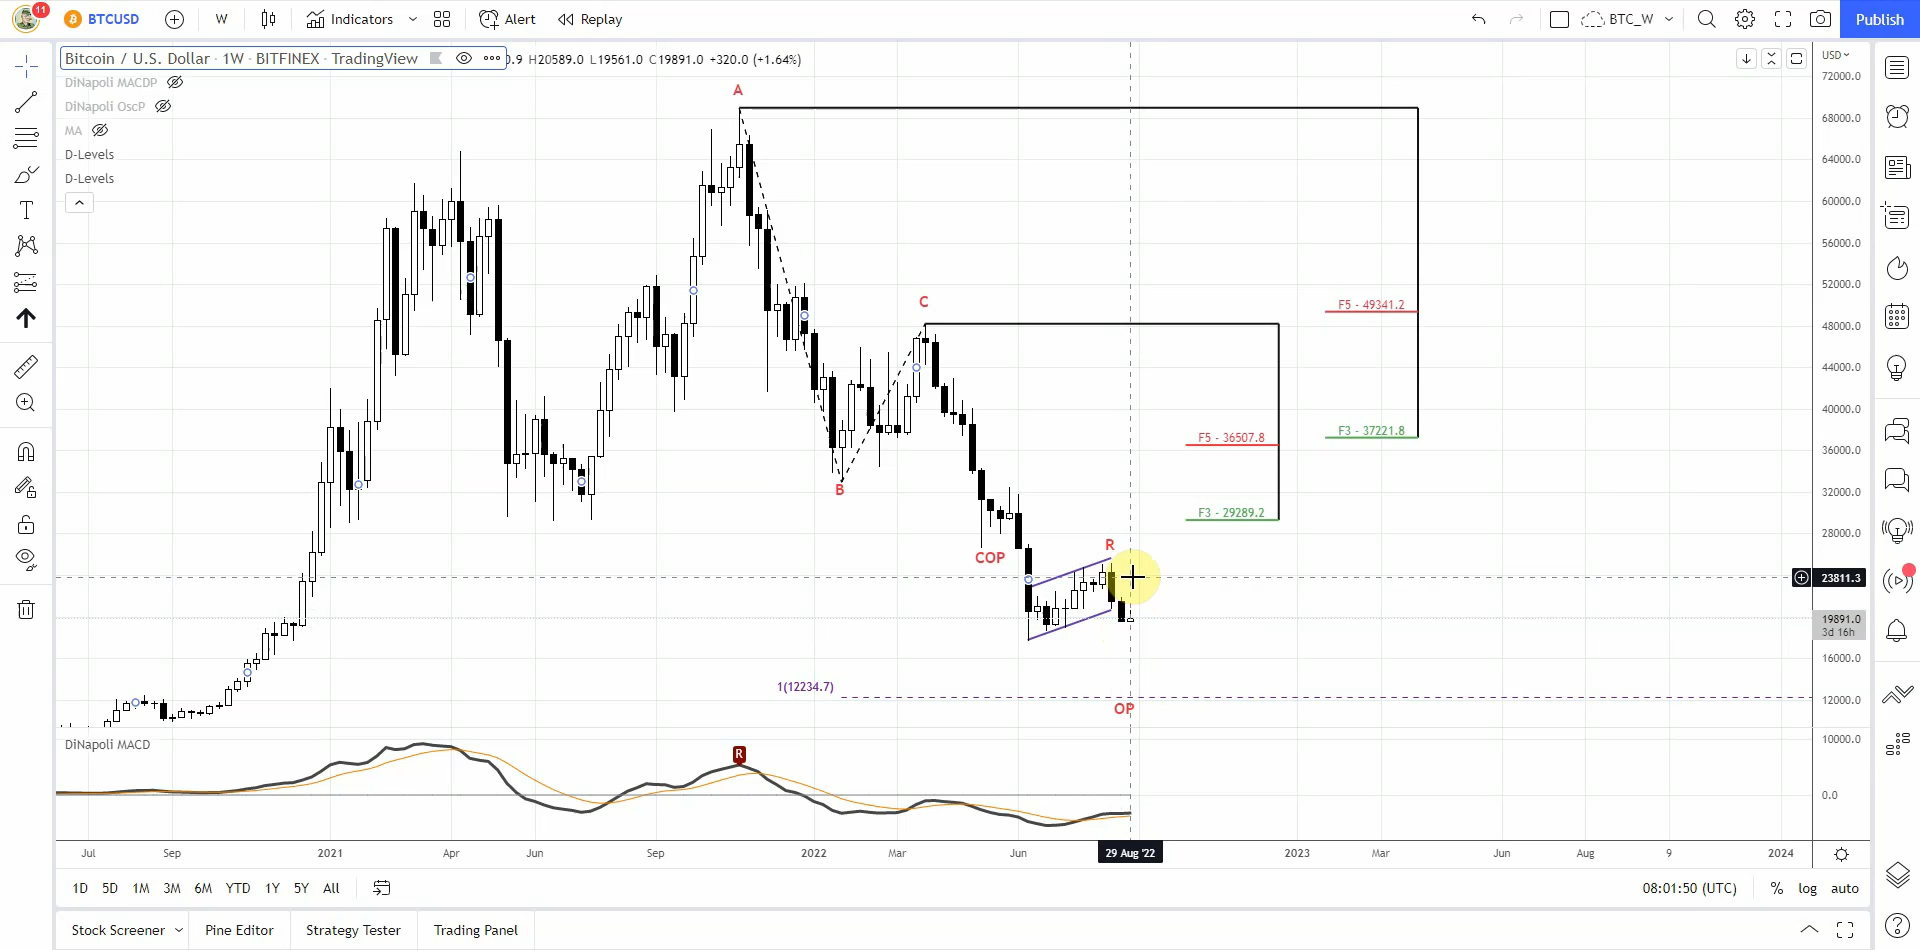 11 BTCUSD W Indicators Alert Replay BTC_W Publish
Bitcoin / U.S. Dollar · 1W · BITFINEX · TradingView 0.9 H20589.0 L19561.0 C19891.0 +320.0 (+1.64%)
DiNapoli MACDP
DiNapoli OscP
MA
D-Levels
D-Levels
USD
72000.0
68000.0
64000.0
60000.0
56000.0
52000.0
48000.0
44000.0
40000.0
36000.0
32000.0
28000.0
23811.3
19891.0
3d 16h
16000.0
12000.0
10000.0
0.0
A
C
B
F5 - 49341.2
F3 - 37221.8
F5 - 36507.8
F3 - 29289.2
COP
R
1(12234.7)
OP
DiNapoli MACD
R
Jul Sep 2021 Apr Jun Sep 2022 Mar Jun 29 Aug '22 2023 Mar Jun Aug 9 2024
1D 5D 1M 3M 6M YTD 1Y 5Y All 08:01:50 (UTC) % log auto
Stock Screener Pine Editor Strategy Tester Trading Panel